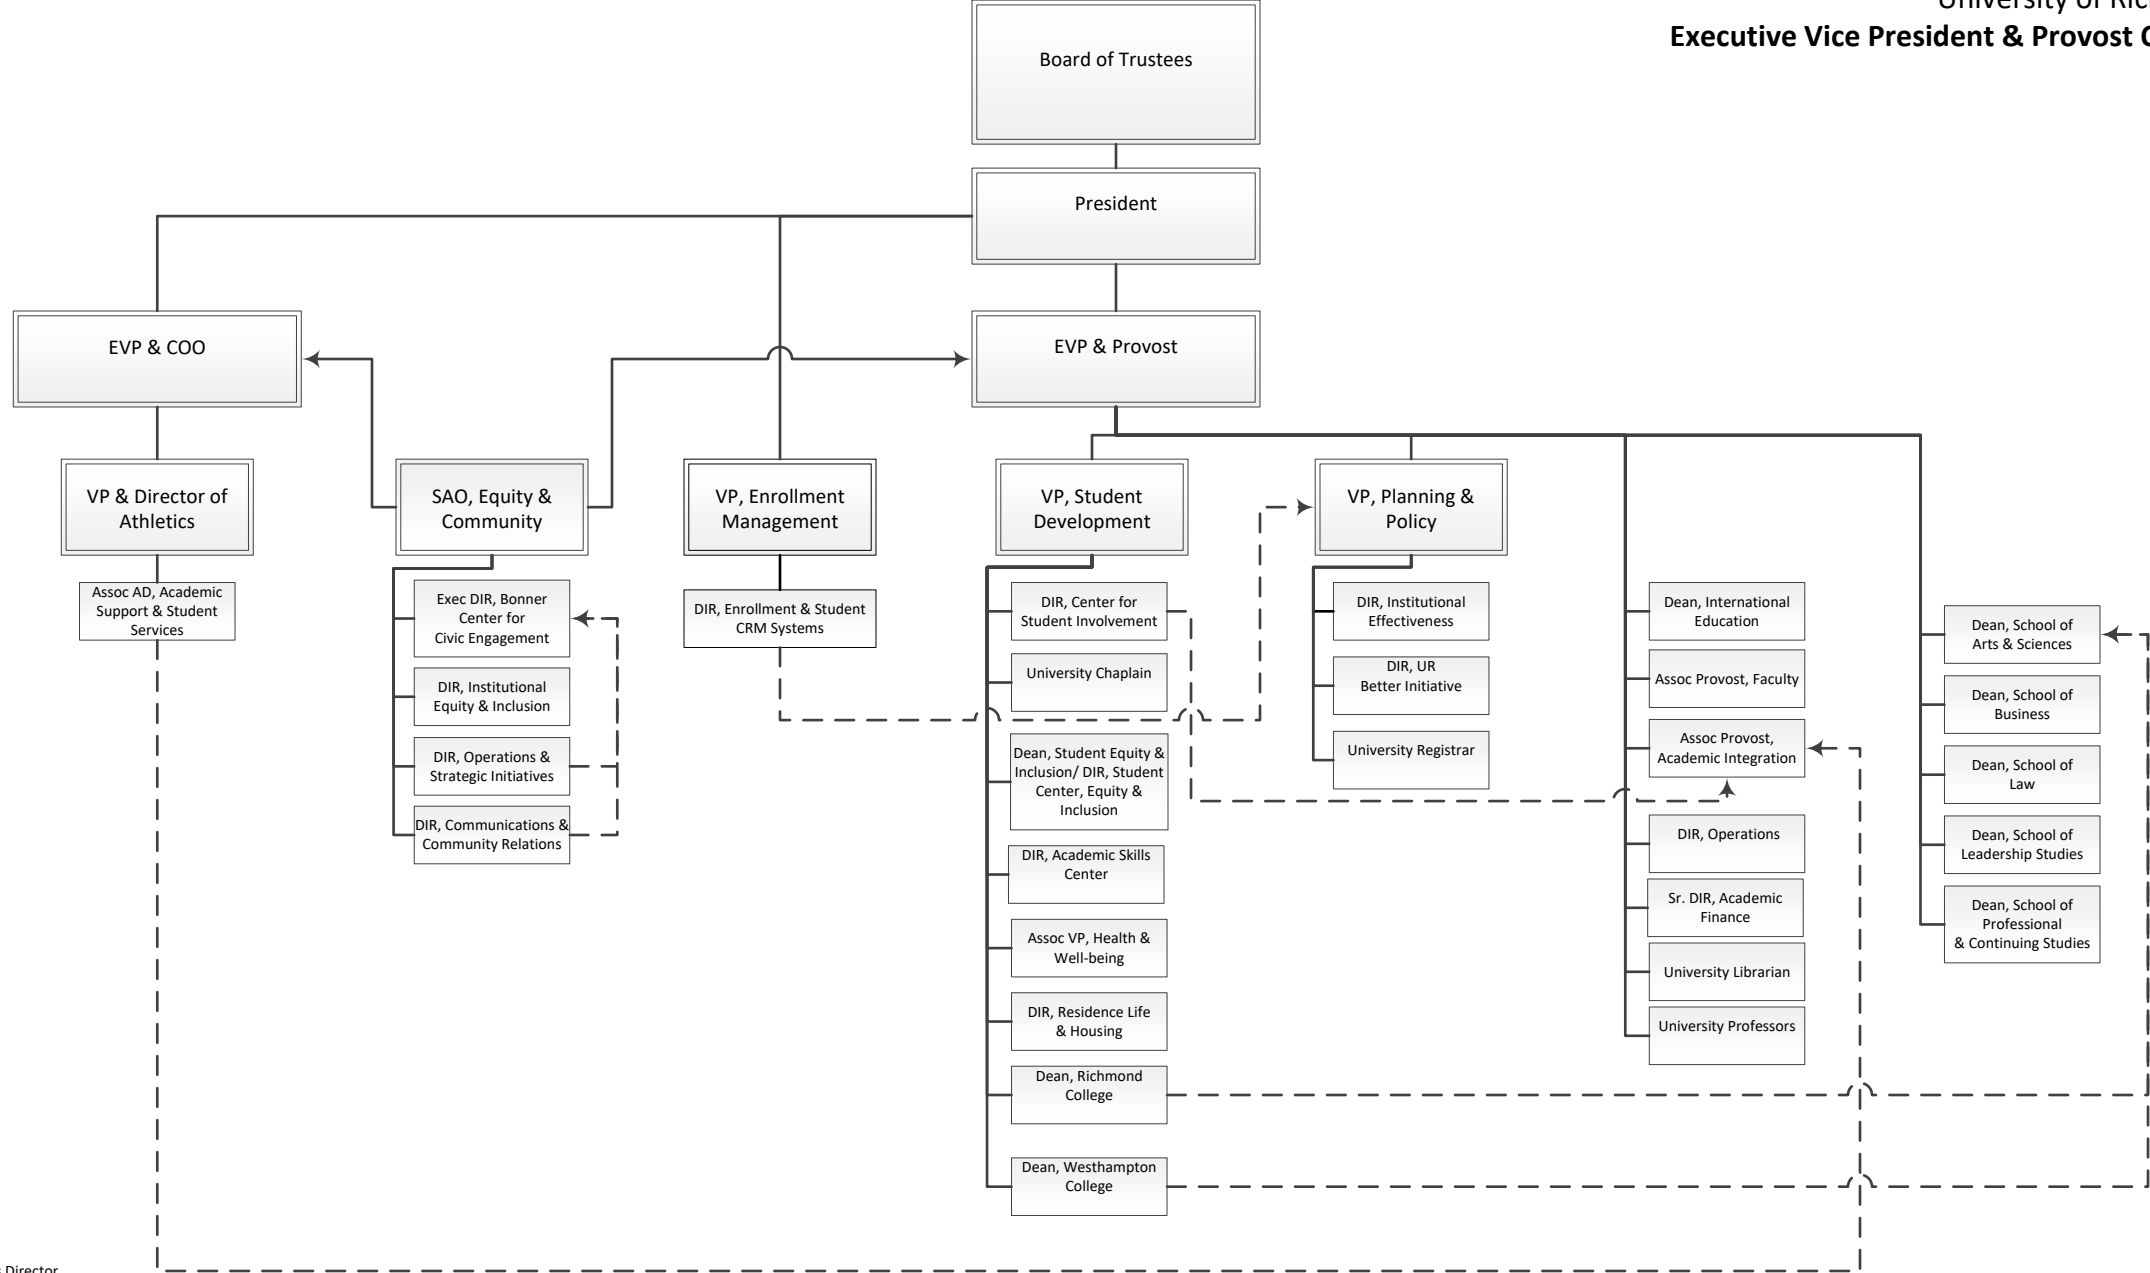 University of
Executive Vice President & Provost
Board of Trustees
President
EVP & COO
EVP & Provost
VP & Director of
Athletics
SAO, Equity &
Community
VP, Enrollment
Management
VP, Student
Development
VP, Planning &
Policy
Assoc AD, Academic
Support & Student
Services
Exec DIR, Bonner
Center for
Civic Engagement
DIR, Institutional
Equity & Inclusion
DIR, Operations &
Strategic Initiatives
DIR, Communications &
Community Relations
DIR, Enrollment & Student
CRM Systems
DIR, Center for
Student Involvement
University Chaplain
Dean, Student Equity &
Inclusion/ DIR, Student
Center, Equity &
Inclusion
DIR, Academic Skills
Center
Assoc VP, Health &
Well-being
DIR, Residence Life
& Housing
Dean, Richmond
College
Dean, Westhampton
College
DIR, Institutional
Effectiveness
DIR, UR
Better Initiative
University Registrar
Dean, International
Education
Assoc Provost, Faculty
Assoc Provost,
Academic Integration
DIR, Operations
Sr. DIR, Academic
Finance
University Librarian
University Professors
Dean, School of
Arts & Sciences
Dean, School of
Business
Dean, School of
Law
Dean, School of
Leadership Studies
Dean, School of
Professional
& Continuing Studies
Director